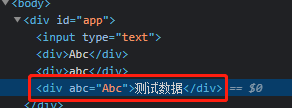 <body>
<div id="app">
<input type="text">
<div>Abc</div>
<div>abc</div>
<div abc="Abc">测试数据</div> == $0
</div>